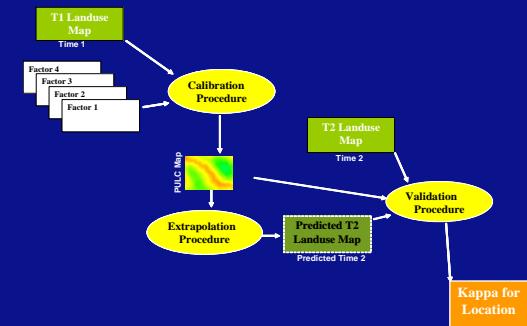 T1 Landuse
Map
Time 1
Factor 4
Factor 3
Factor 2
Factor 1
Calibration
Procedure
T2 Landuse
Map
Time 2
PULC Map
Extrapolation
Procedure
Predicted T2
Landuse Map
Predicted Time 2
Validation
Procedure
Kappa for
Location